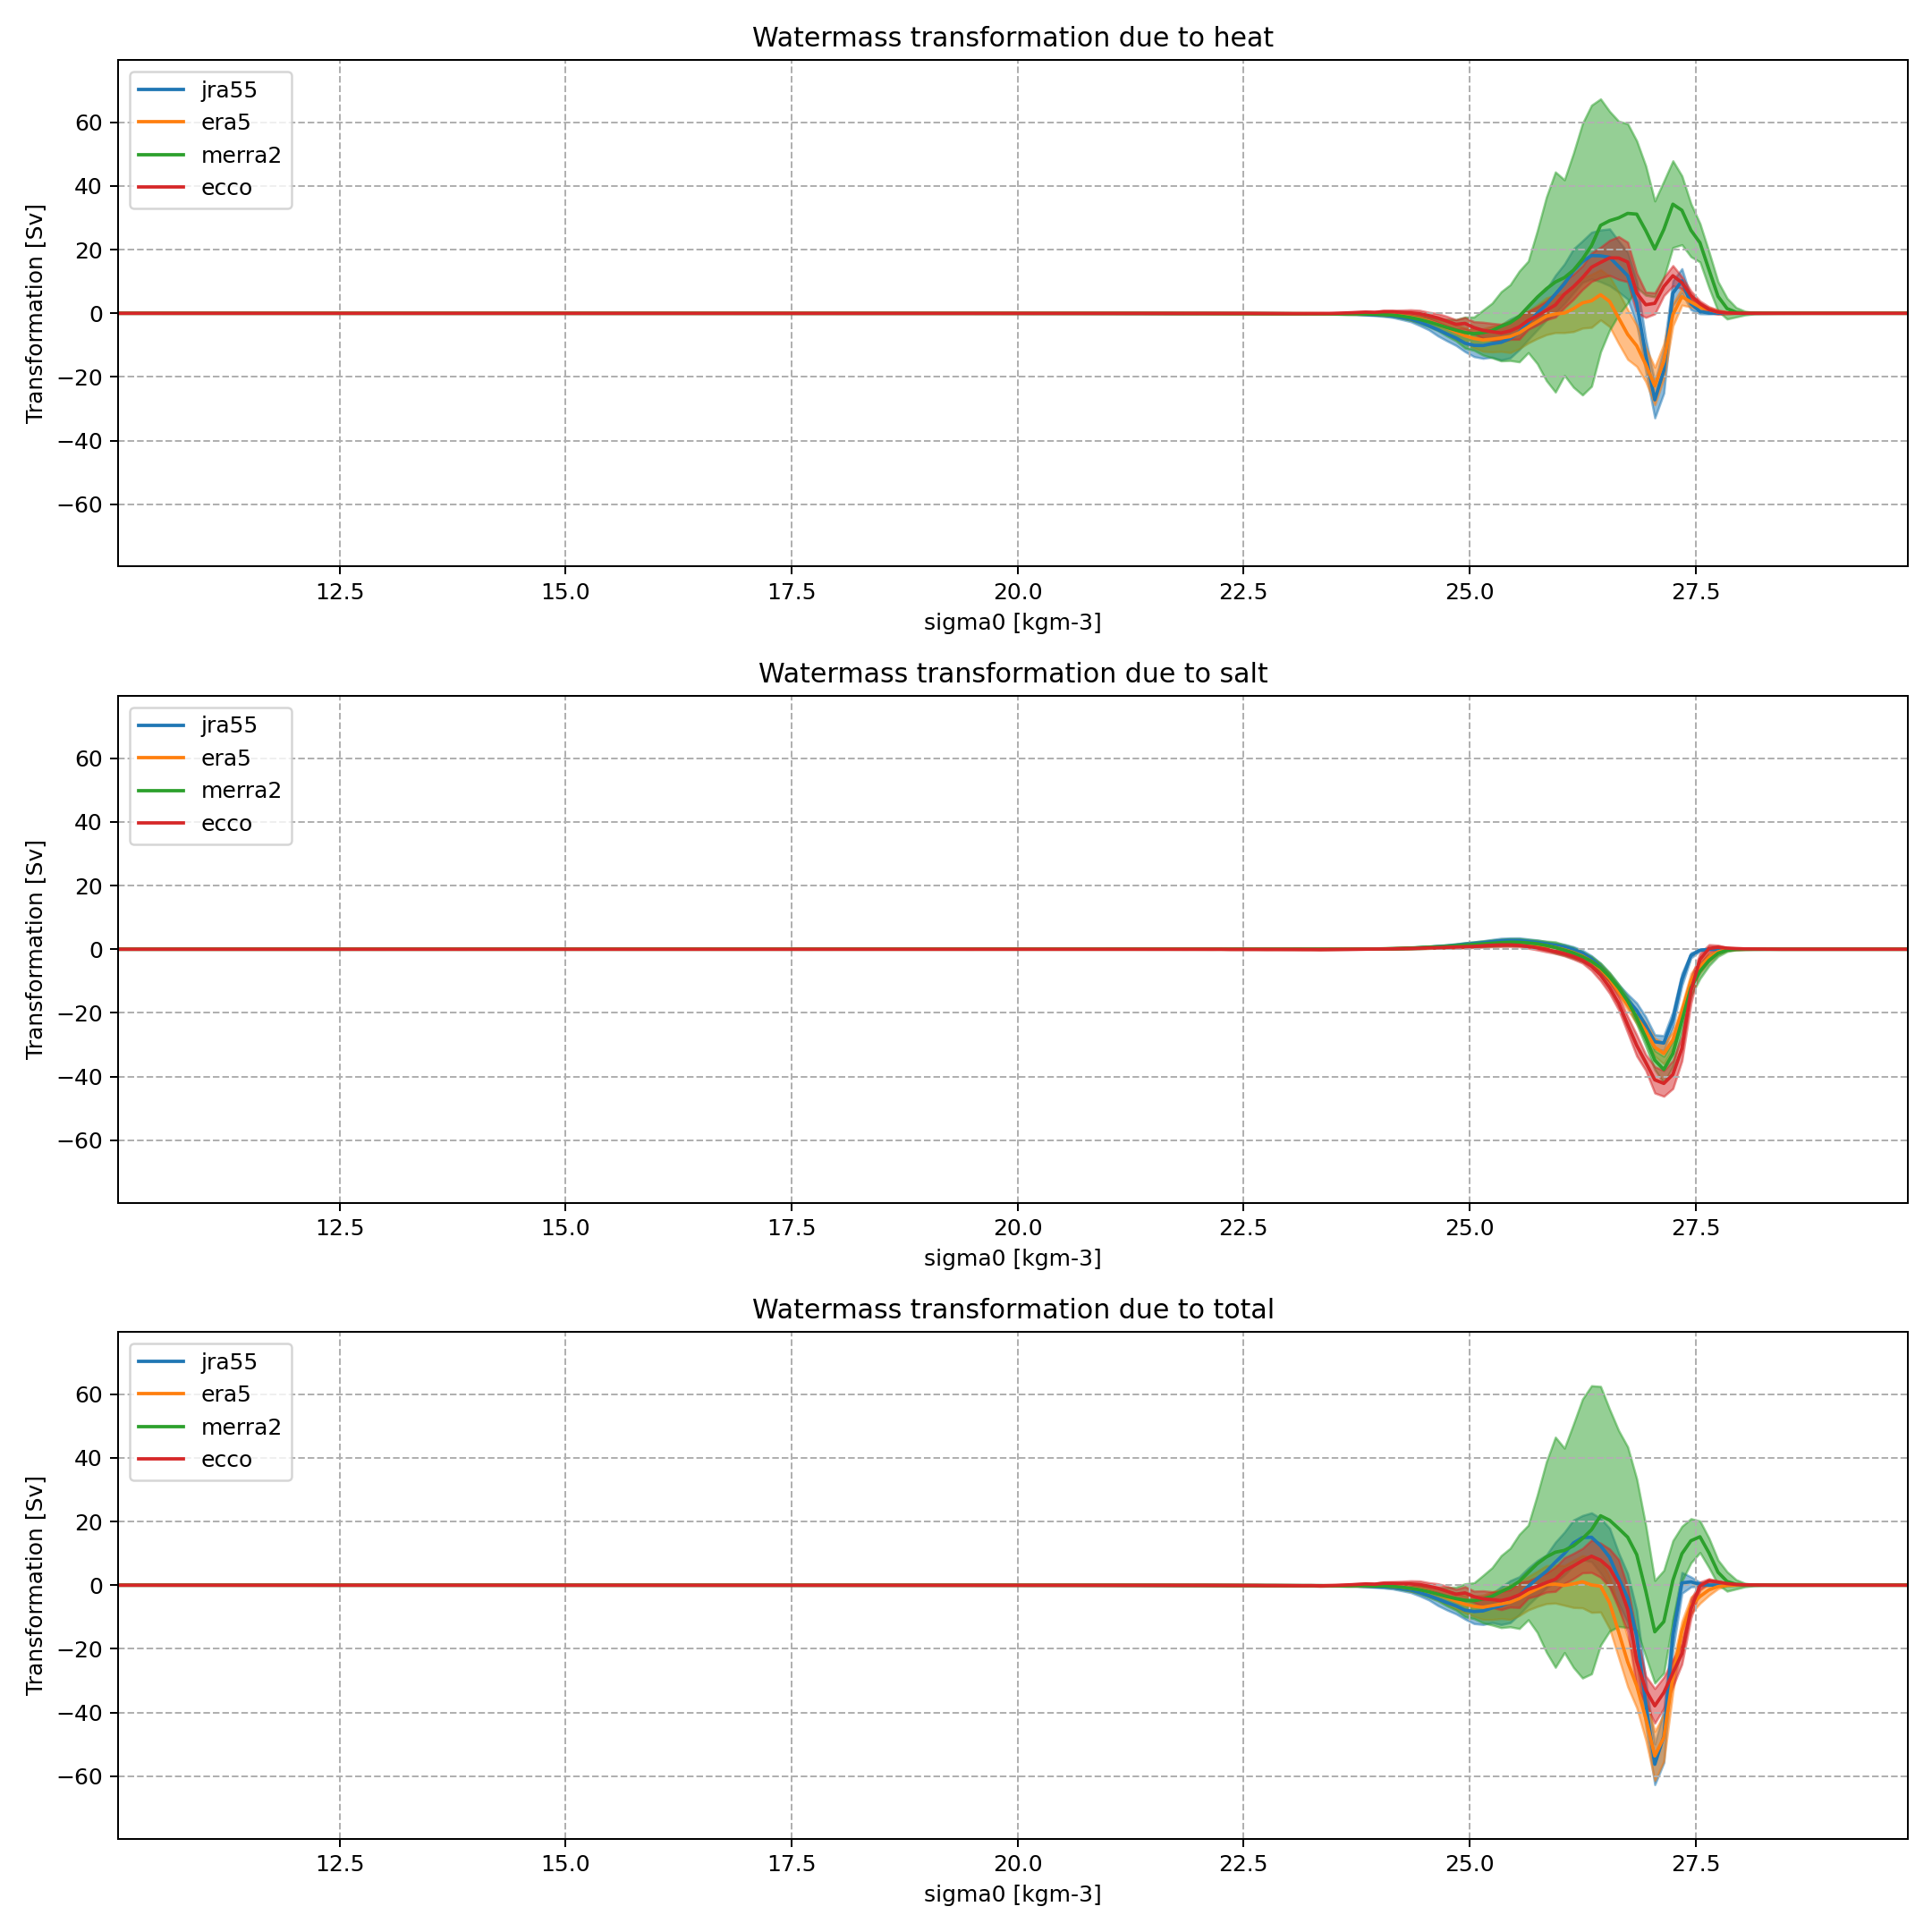 Watermass transformation due to heat
jra55
era5
merra2
ecco
Transformation [Sv]
60
40
20
0
−20
−40
−60
12.5 15.0 17.5 20.0 22.5 25.0 27.5
sigma0 [kgm-3]
Watermass transformation due to salt
jra55
era5
merra2
ecco
Transformation [Sv]
60
40
20
0
−20
−40
−60
12.5 15.0 17.5 20.0 22.5 25.0 27.5
sigma0 [kgm-3]
Watermass transformation due to total
jra55
era5
merra2
ecco
Transformation [Sv]
60
40
20
0
−20
−40
−60
12.5 15.0 17.5 20.0 22.5 25.0 27.5
sigma0 [kgm-3]